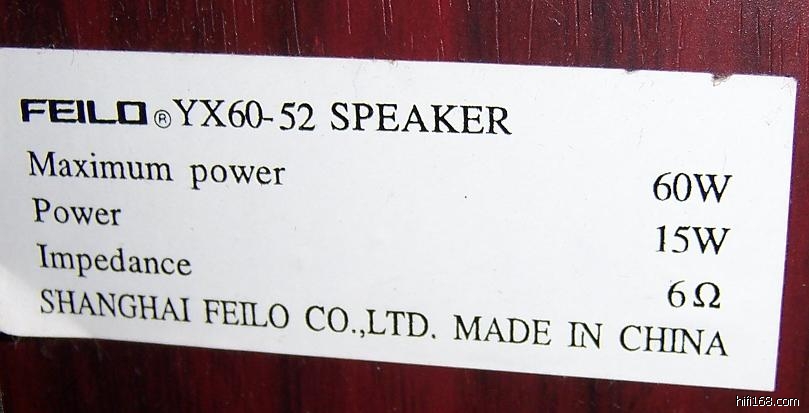 FEILO® YX60-52 SPEAKER
Maximum power 60W
Power 15W
Impedance 6Ω
SHANGHAI FEILO CO.,LTD. MADE IN CHINA
hifi168.com